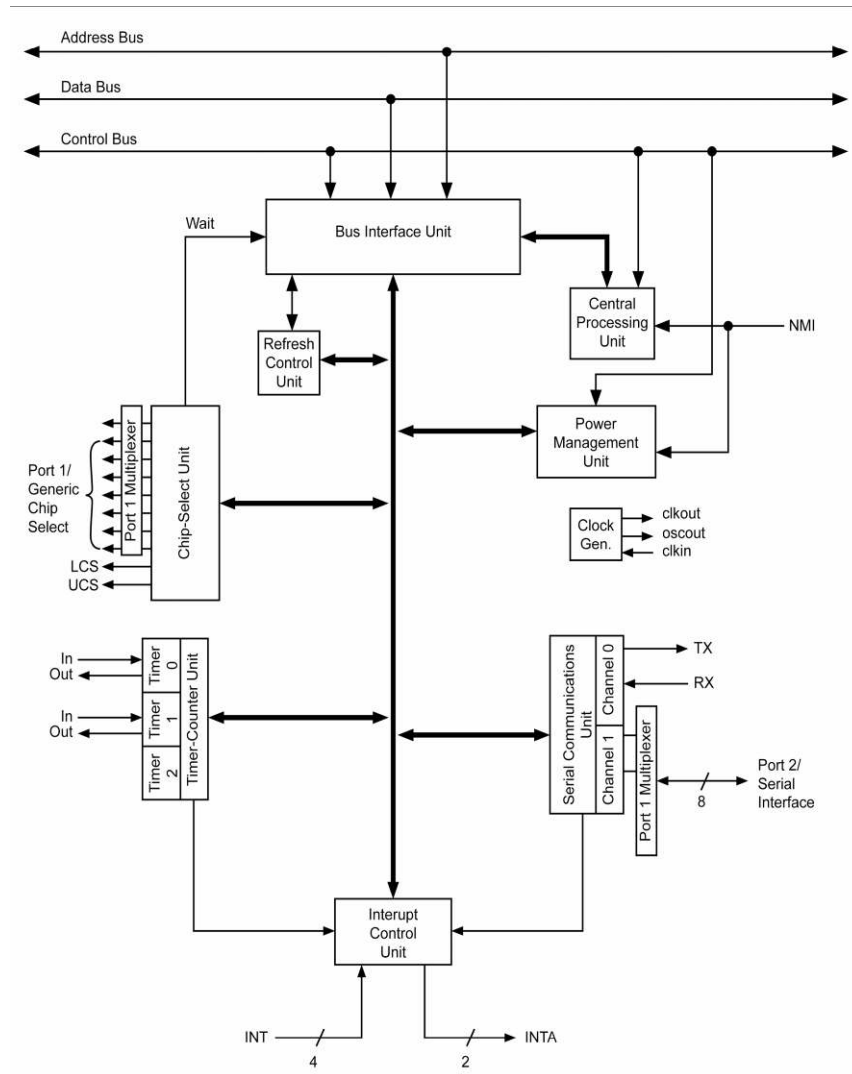 Address Bus
Data Bus
Control Bus
Wait
Bus Interface Unit
Central
Processing
Unit
NMI
Refresh
Control
Unit
Power
Management
Unit
Port 1/
Generic
Chip
Select
Port 1 Multiplexer
Chip-Select Unit
LCS
UCS
Clock
Gen.
clkout
oscout
clkin
In
Out
In
Out
Timer
0
Timer
1
Timer
2
Timer-Counter Unit
Serial Communications
Unit
Channel 0
Channel 1
TX
RX
Port 1 Multiplexer
8
Port 2/
Serial
Interface
Interupt
Control
Unit
INT
4
2
INTA